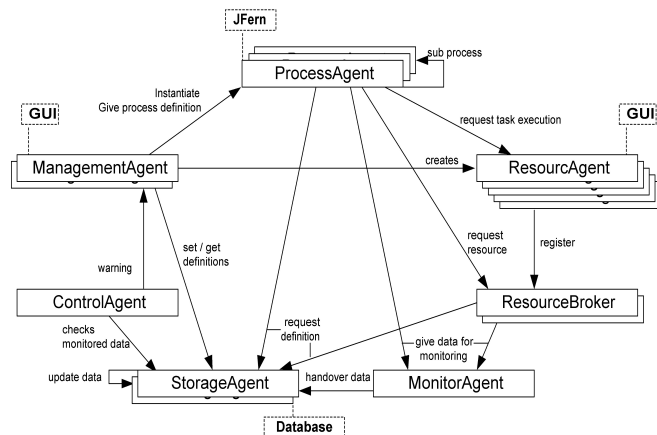 JFern
sub process
ProcessAgent
Instantiate
Give process definition
GUI
GUI
request task execution
ManagementAgent
creates
ResourcAgent
set / get
definitions
request
resource
register
warning
ControlAgent
ResourceBroker
checks
monitored data
request
definition
give data for
monitoring
update data
StorageAgent
handover data
MonitorAgent
Database